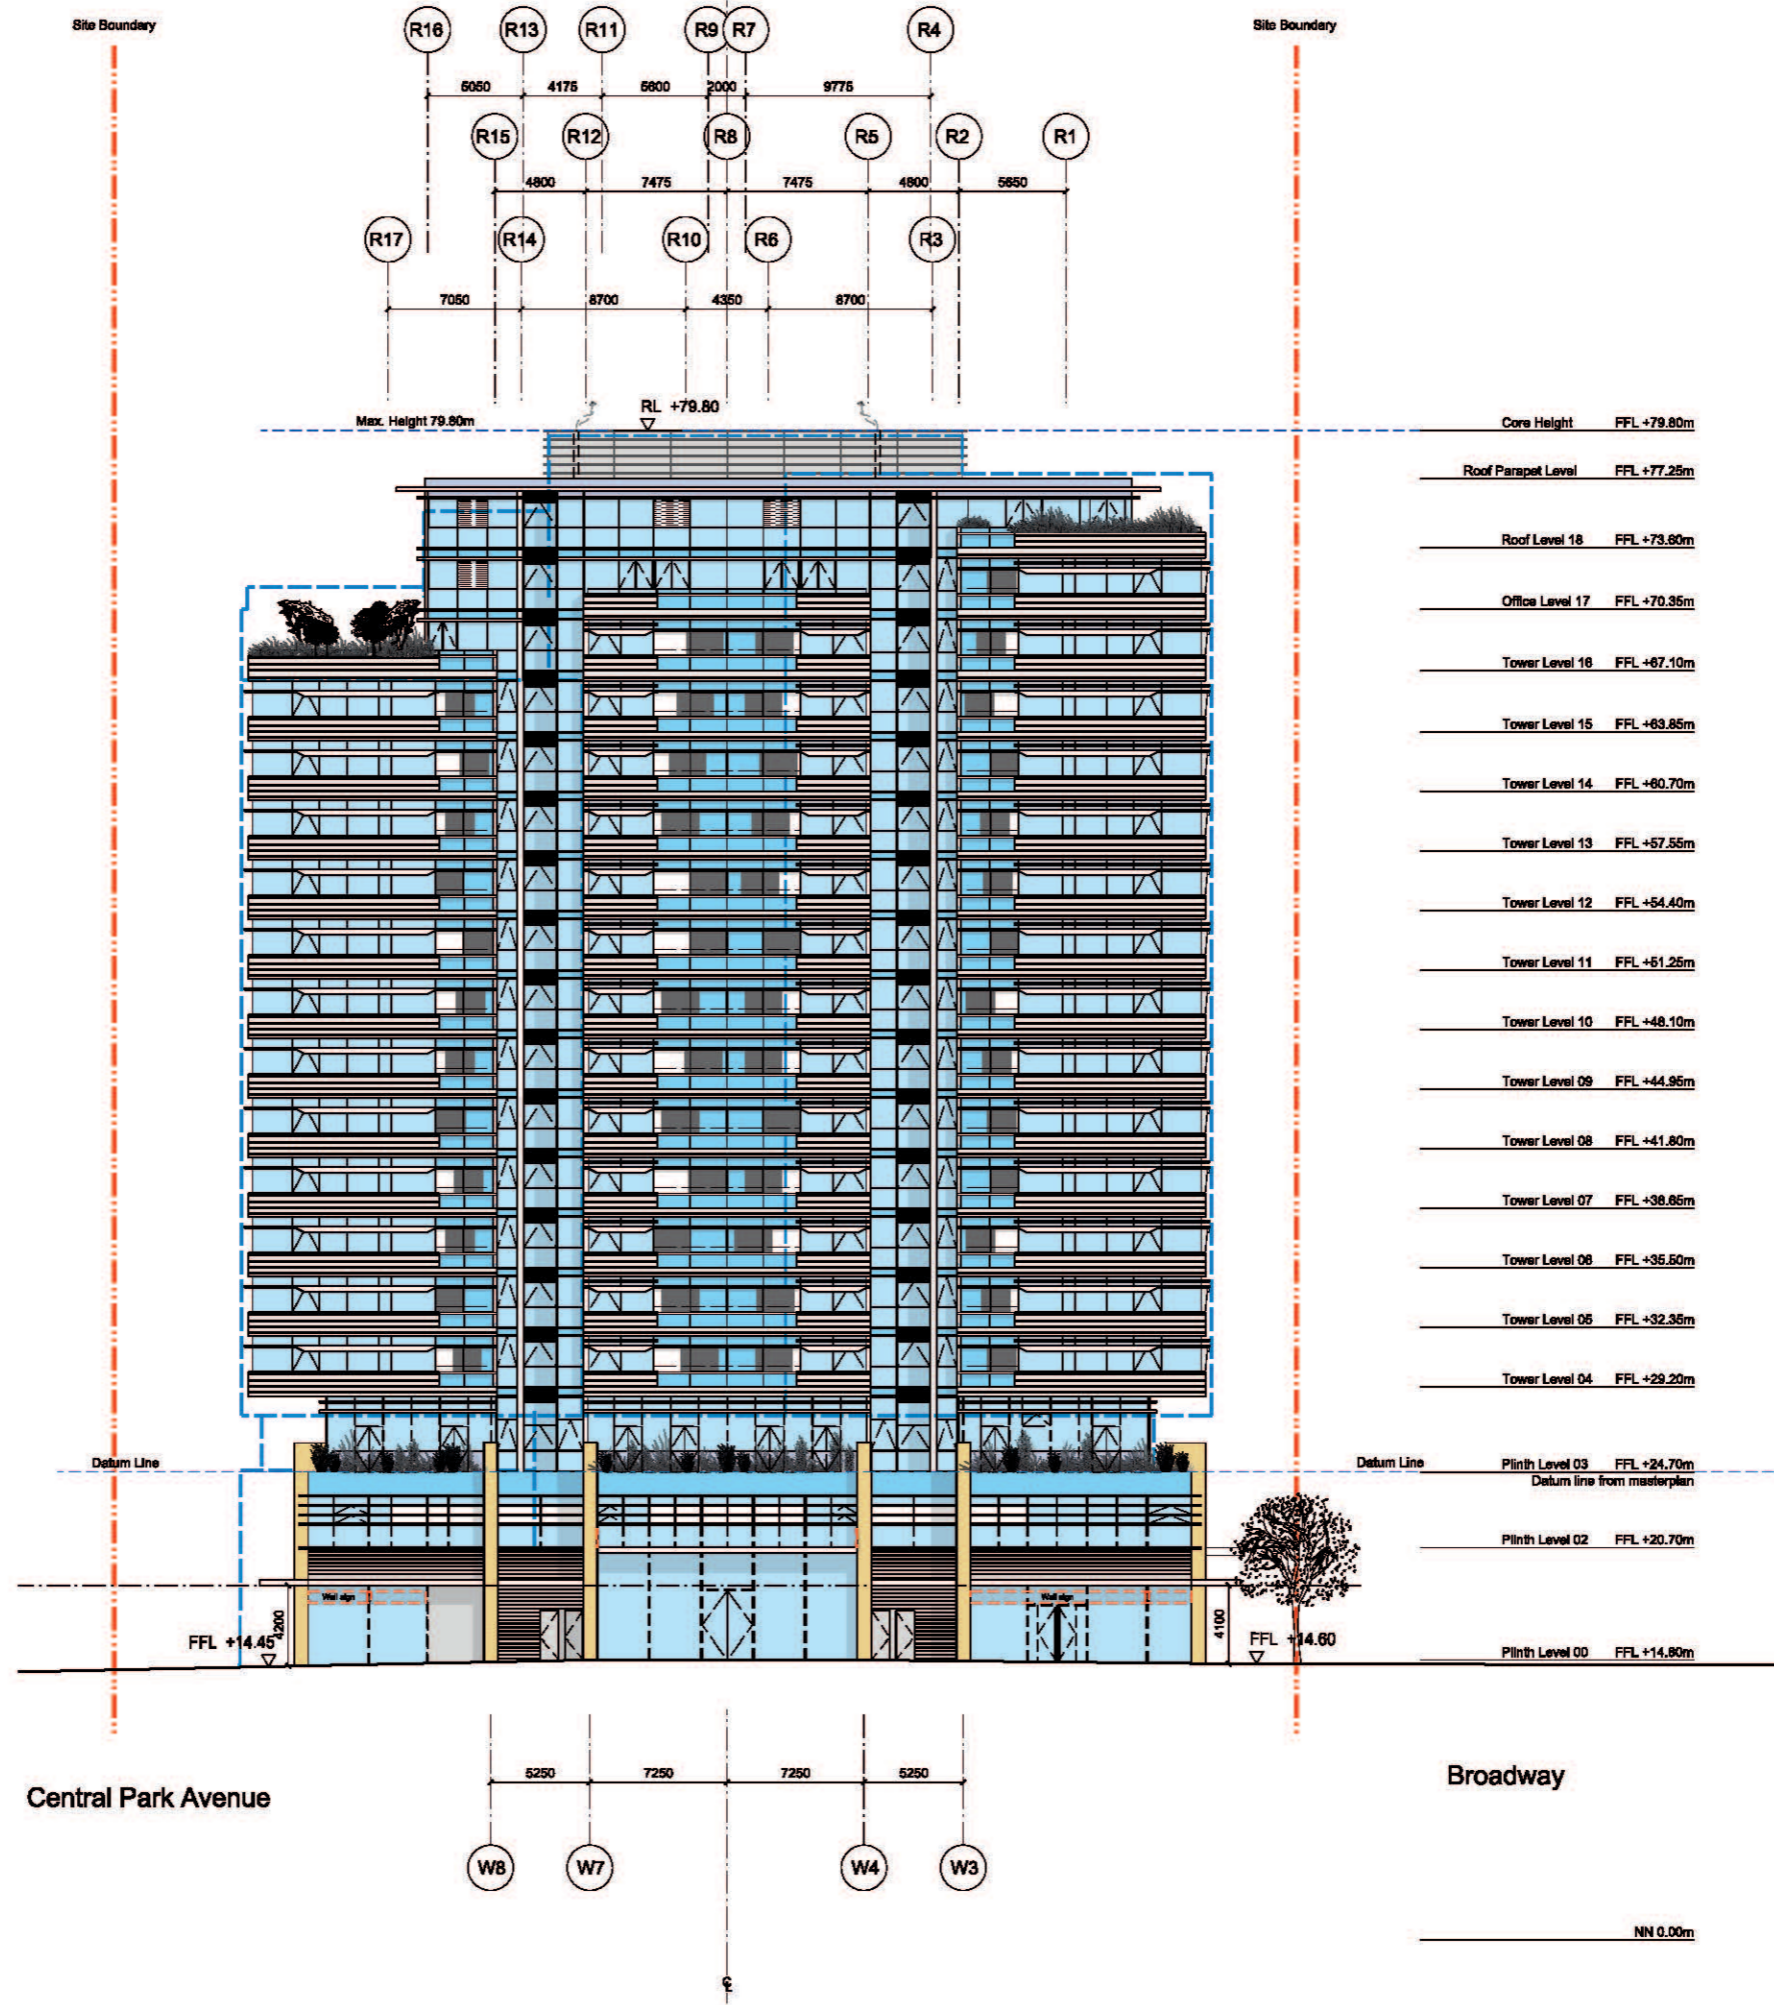 Site Boundary
Site Boundary
R16 R13 R11 R9 R7 R4
5050 4175 5600 2000 9775
R15 R12 R8 R5 R2 R1
4800 7475 7475 4800 5650
R17 R14 R10 R6 R3
7050 8700 4350 8700
RL +79.80
Max. Height 79.80m
Core Height FFL +79.80m
Roof Parapet Level FFL +77.25m
Roof Level 18 FFL +73.60m
Office Level 17 FFL +70.35m
Tower Level 16 FFL +67.10m
Tower Level 15 FFL +63.85m
Tower Level 14 FFL +60.70m
Tower Level 13 FFL +57.55m
Tower Level 12 FFL +54.40m
Tower Level 11 FFL +51.25m
Tower Level 10 FFL +48.10m
Tower Level 09 FFL +44.95m
Tower Level 08 FFL +41.80m
Tower Level 07 FFL +38.65m
Tower Level 06 FFL +35.50m
Tower Level 05 FFL +32.35m
Tower Level 04 FFL +29.20m
Datum Line
Datum Line
Plinth Level 03 FFL +24.70m
Datum line from masterplan
Plinth Level 02 FFL +20.70m
Wall sign
Wall sign
4200
4100
FFL +14.45
FFL +14.60
Plinth Level 00 FFL +14.60m
5250 7250 7250 5250
Central Park Avenue
Broadway
W8 W7 W4 W3
NN 0.00m
℄